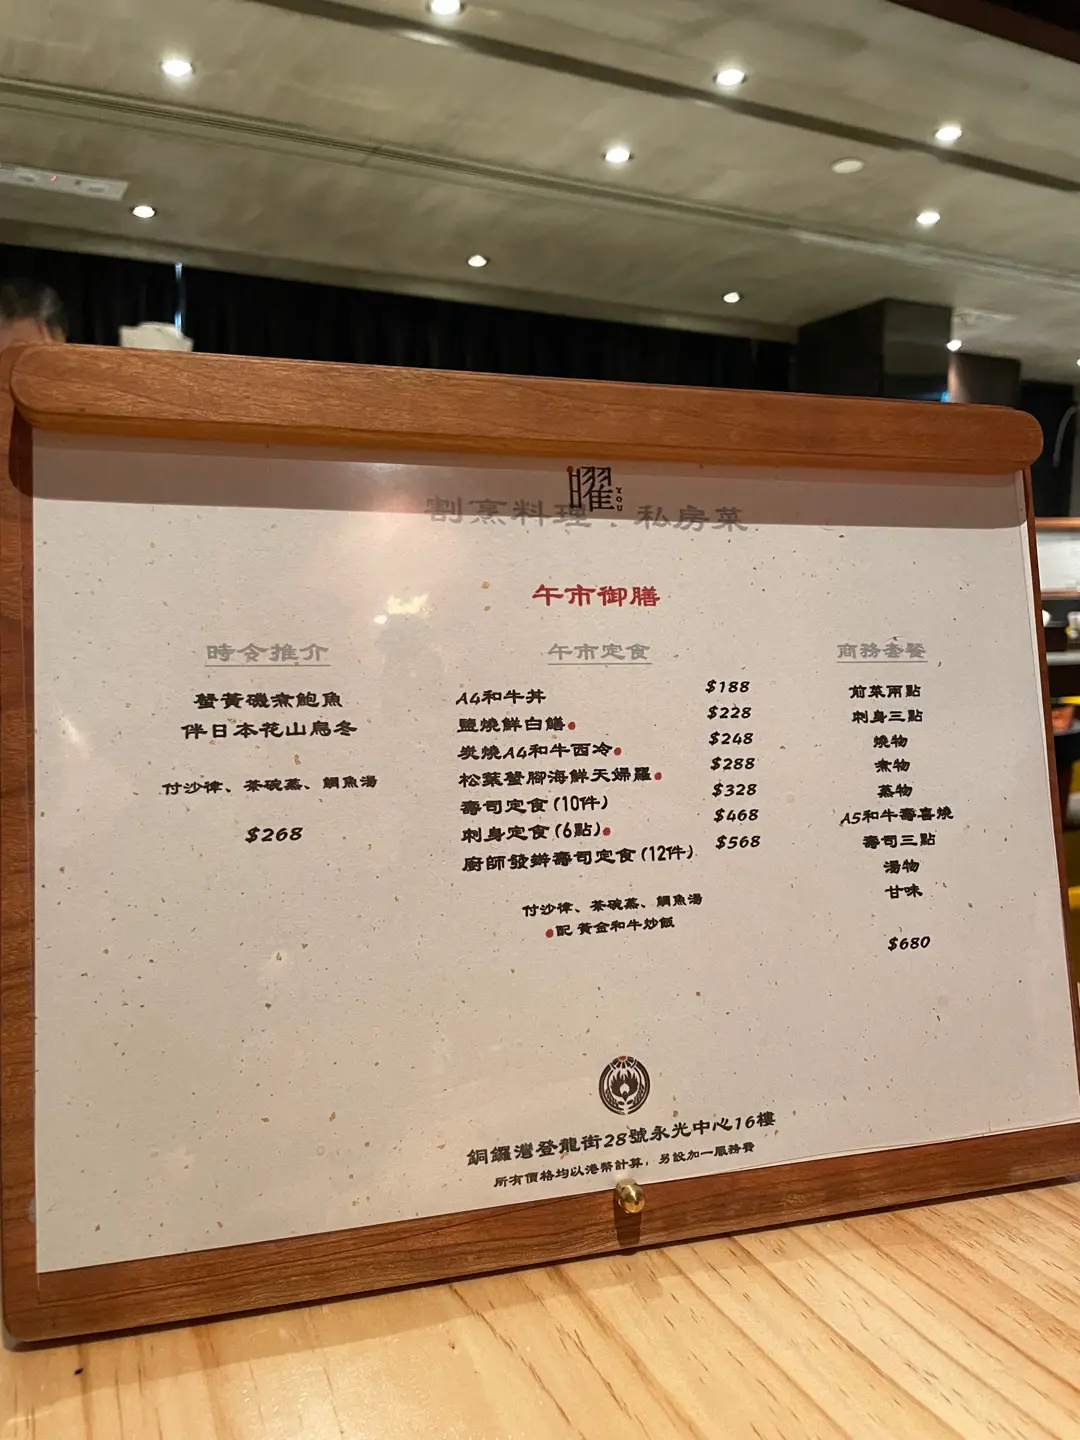 曜
YOU
割烹料理．私房菜
午市御膳
時令推介
蟹黃磯煮鮑魚
伴日本花山烏冬
付沙律、茶碗蒸、鯛魚湯
$268
午市定食
A4和牛丼 $188
鹽燒鮮白鱔● $228
炭燒A4和牛西冷● $248
松葉蟹腳海鮮天婦羅● $288
壽司定食(10件) $328
刺身定食(6點)● $468
廚師發辦壽司定食(12件) $568
付沙律、茶碗蒸、鯛魚湯
●配 黃金和牛炒飯
商務套餐
前菜兩點
刺身三點
燒物
煮物
蒸物
A5和牛壽喜燒
壽司三點
湯物
甘味
$680
銅鑼灣登龍街28號永光中心16樓
所有價格均以港幣計算，另設加一服務費